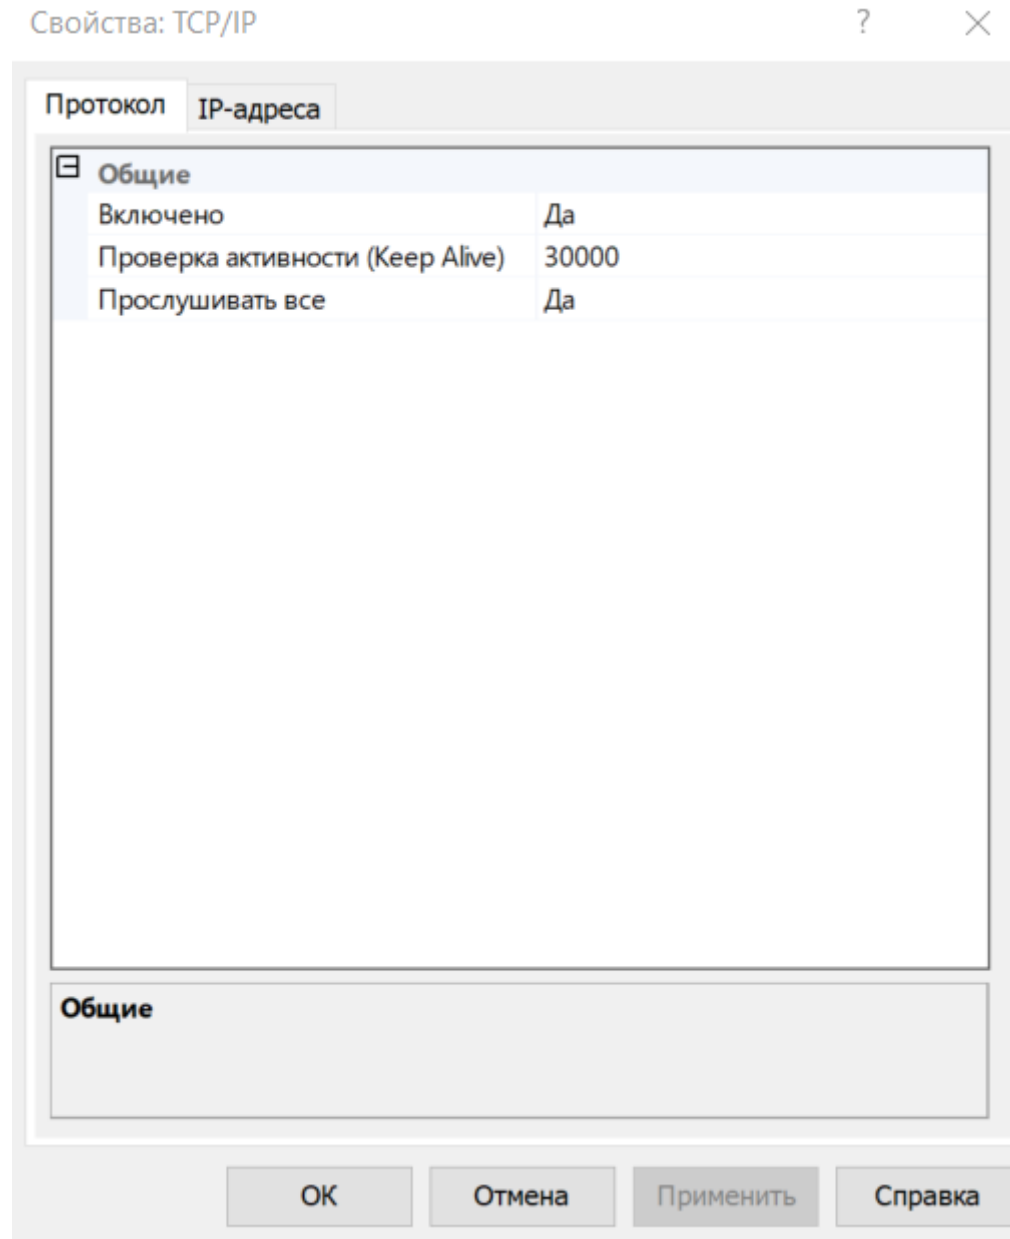 Свойства: TCP/IP
Протокол IP-адреса
Общие
Включено Да
Проверка активности (Keep Alive) 30000
Прослушивать все Да
Общие
ОК Отмена Применить Справка